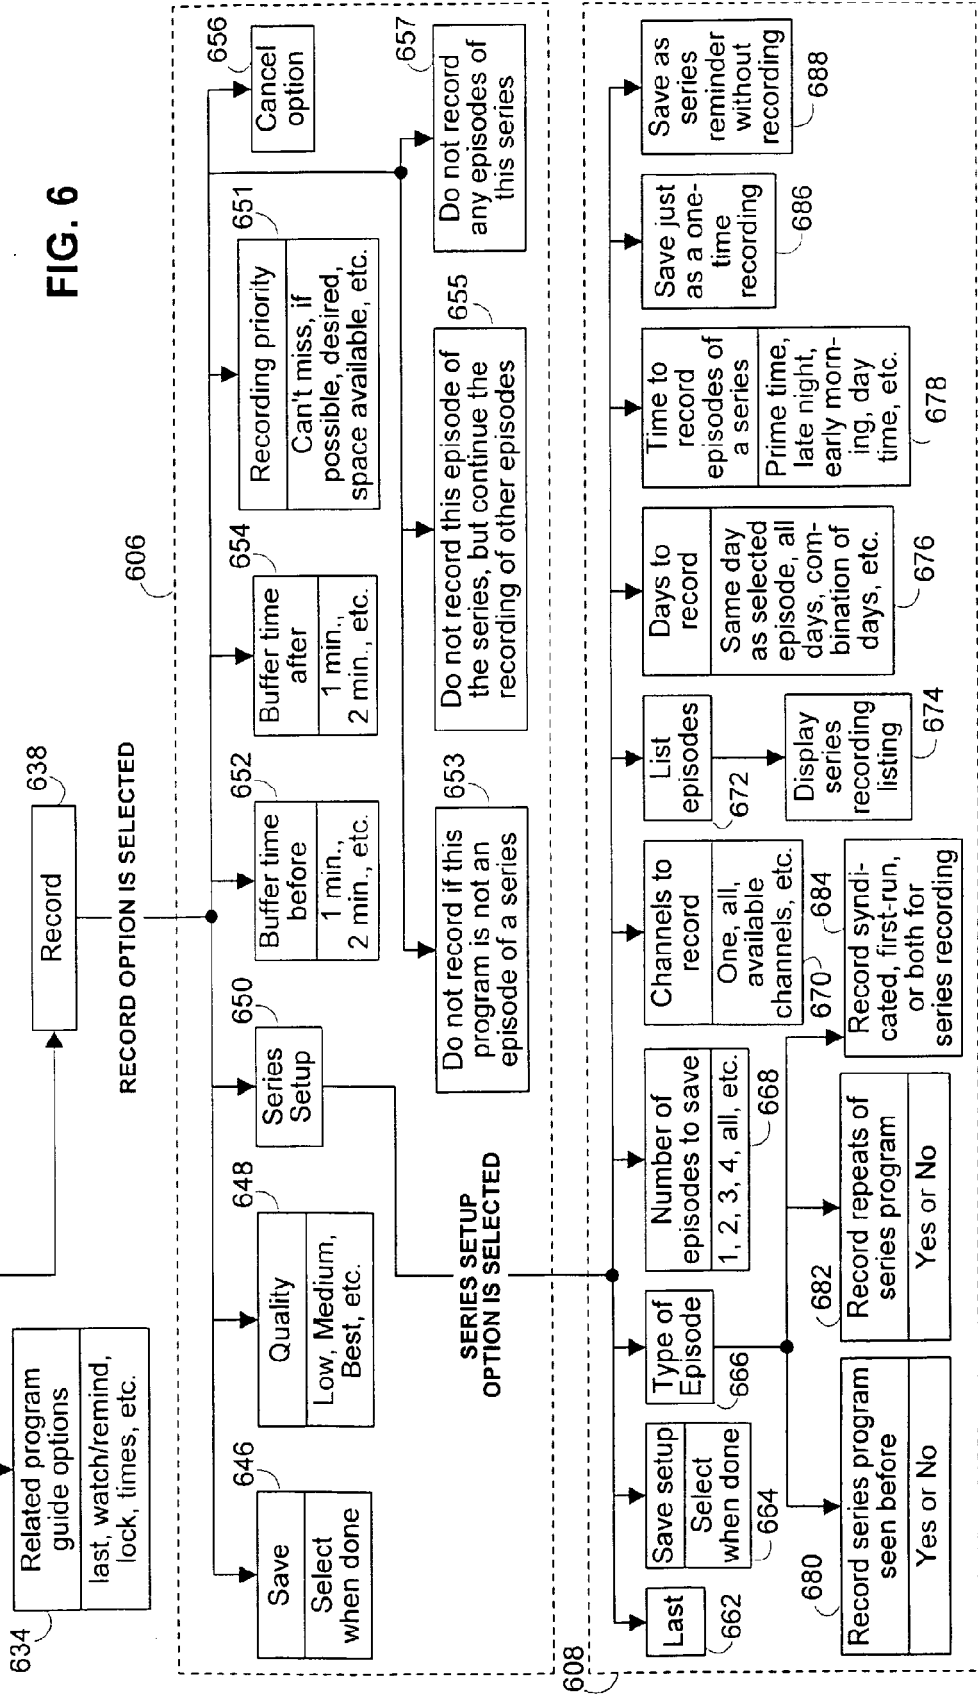 FIG. 6
634
Related program
guide options
last, watch/remind,
lock, times, etc.
Record
638
RECORD OPTION IS SELECTED
606
646
Save
Select
when done
648
Quality
Low, Medium,
Best, etc.
650
Series
Setup
652
Buffer time
before
1 min.,
2 min., etc.
654
Buffer time
after
1 min.,
2 min., etc.
651
Recording priority
Can't miss, if
possible, desired,
space available, etc.
656
Cancel
option
653
Do not record if this
program is not an
episode of a series
655
Do not record this episode of
the series, but continue the
recording of other episodes
657
Do not record
any episodes of
this series
SERIES SETUP
OPTION IS SELECTED
608
Last
662
Save setup
Select
when done
664
Type of
Episode
666
Number of
episodes to save
1, 2, 3, 4, all, etc.
668
Channels to
record
One, all,
available
channels, etc.
670
List
episodes
672
Display
series
recording
listing
674
Days to
record
Same day
as selected
episode, all
days, com-
bination of
days, etc.
676
Time to
record
episodes of
a series
Prime time,
late night,
early morn-
ing, day
time, etc.
678
Save just
as a one-
time
recording
686
Save as
series
reminder
without
recording
688
680
Record series program
seen before
Yes or No
682
Record repeats of
series program
Yes or No
684
Record syndi-
cated, first-run,
or both for
series recording